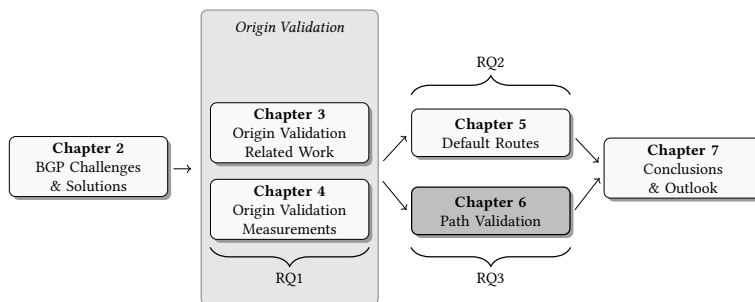 Origin Validation
RQ2
Chapter 2
BGP Challenges
& Solutions
Chapter 3
Origin Validation
Related Work
Chapter 4
Origin Validation
Measurements
RQ1
Chapter 5
Default Routes
Chapter 6
Path Validation
RQ3
Chapter 7
Conclusions
& Outlook